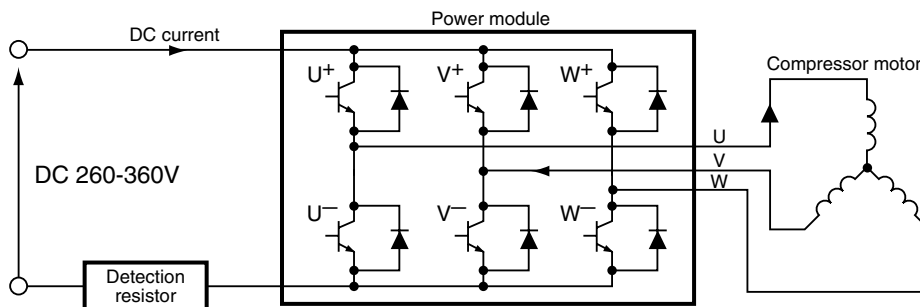 Power module
DC current
U+
V+
W+
Compressor motor
U
V
W
DC 260-360V
U—
V—
W—
Detection
resistor